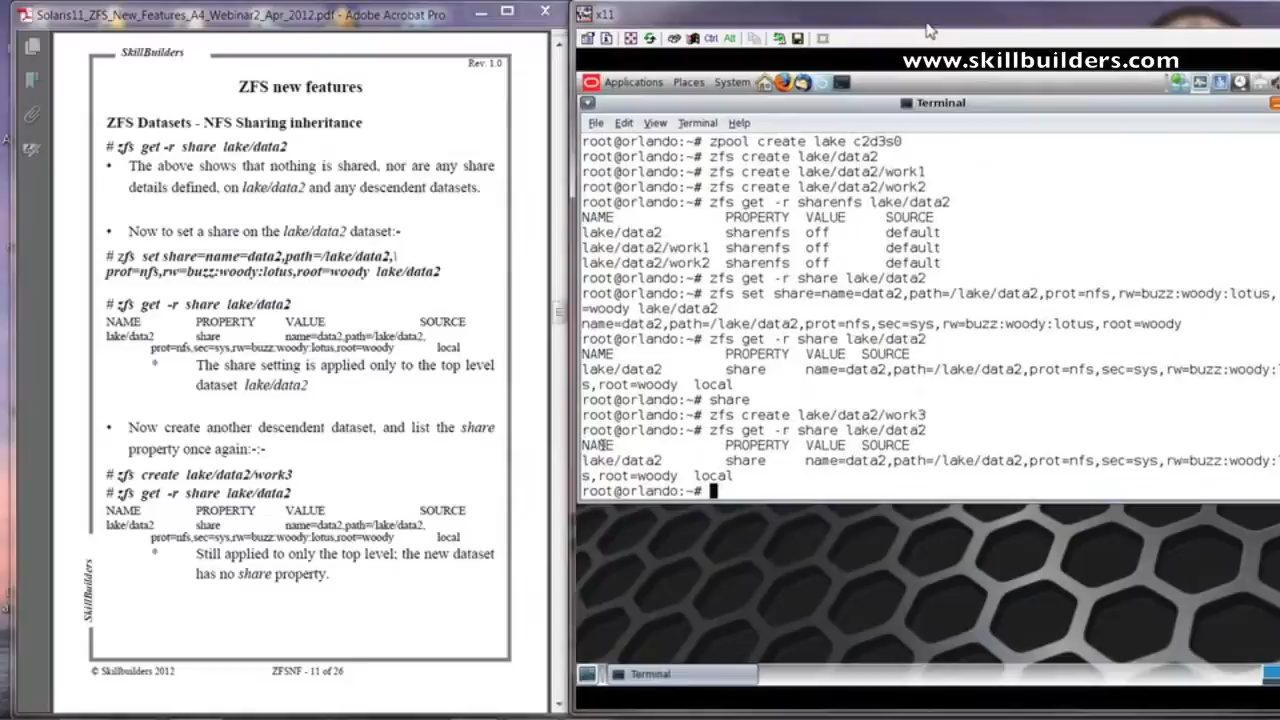 Solaris11_ZFS_New_Features_A4_Webinar2_Apr_2012.pdf - Adobe Acrobat Pro
SkillBuilders
Rev. 1.0
ZFS new features
ZFS Datasets - NFS Sharing inheritance
# zfs get -r share lake/data2
• The above shows that nothing is shared, nor are any share
details defined, on lake/data2 and any descendent datasets.
• Now to set a share on the lake/data2 dataset:-
# zfs set share=name=data2,path=/lake/data2,\
prot=nfs,rw=buzz:woody:lotus,root=woody lake/data2
# zfs get -r share lake/data2
NAME PROPERTY VALUE SOURCE
lake/data2 share name=data2,path=/lake/data2,
prot=nfs,sec=sys,rw=buzz:woody:lotus,root=woody local
The share setting is applied only to the top level
dataset lake/data2
• Now create another descendent dataset, and list the share
property once again:-:-
# zfs create lake/data2/work3
# zfs get -r share lake/data2
NAME PROPERTY VALUE SOURCE
lake/data2 share name=data2,path=/lake/data2,
prot=nfs,sec=sys,rw=buzz:woody:lotus,root=woody local
Still applied to only the top level; the new dataset
has no share property.
SkillBuilders
© Skillbuilders 2012 ZFSNF - 11 of 26
x11
Ctrl Alt
www.skillbuilders.com
Applications Places System
Terminal
File Edit View Terminal Help
root@orlando:~# zpool create lake c2d3s0
root@orlando:~# zfs create lake/data2
root@orlando:~# zfs create lake/data2/work1
root@orlando:~# zfs create lake/data2/work2
root@orlando:~# zfs get -r sharenfs lake/data2
NAME PROPERTY VALUE SOURCE
lake/data2 sharenfs off default
lake/data2/work1 sharenfs off default
lake/data2/work2 sharenfs off default
root@orlando:~# zfs get -r share lake/data2
root@orlando:~# zfs set share=name=data2,path=/lake/data2,prot=nfs,rw=buzz:woody:lotus,
=woody lake/data2
name=data2,path=/lake/data2,prot=nfs,sec=sys,rw=buzz:woody:lotus,root=woody
root@orlando:~# zfs get -r share lake/data2
NAME PROPERTY VALUE SOURCE
lake/data2 share name=data2,path=/lake/data2,prot=nfs,sec=sys,rw=buzz:woody:l
s,root=woody local
root@orlando:~# share
root@orlando:~# zfs create lake/data2/work3
root@orlando:~# zfs get -r share lake/data2
NAME PROPERTY VALUE SOURCE
lake/data2 share name=data2,path=/lake/data2,prot=nfs,sec=sys,rw=buzz:woody:l
s,root=woody local
root@orlando:~#
Terminal